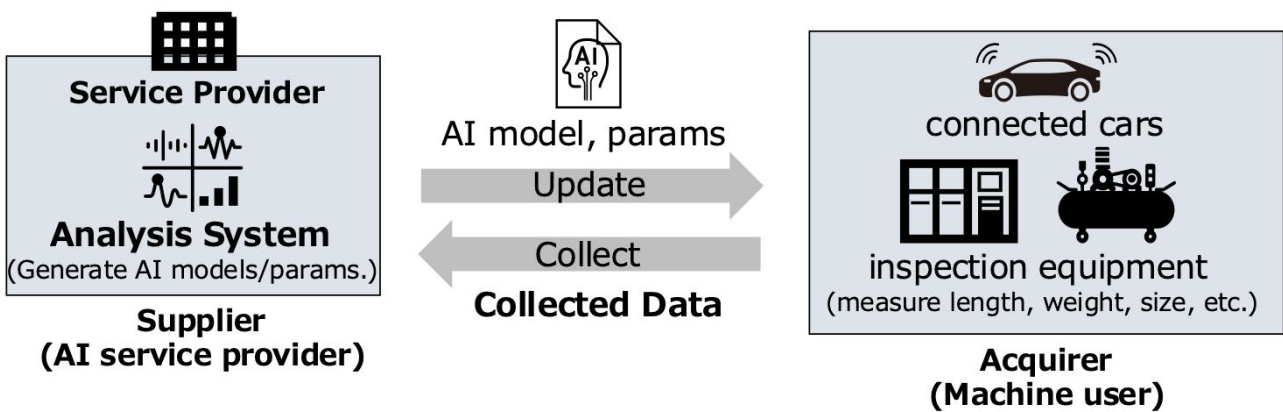 Service Provider
Analysis System
(Generate AI models/params.)
Supplier
(AI service provider)
AI
AI model, params
Update
Collect
Collected Data
connected cars
inspection equipment
(measure length, weight, size, etc.)
Acquirer
(Machine user)